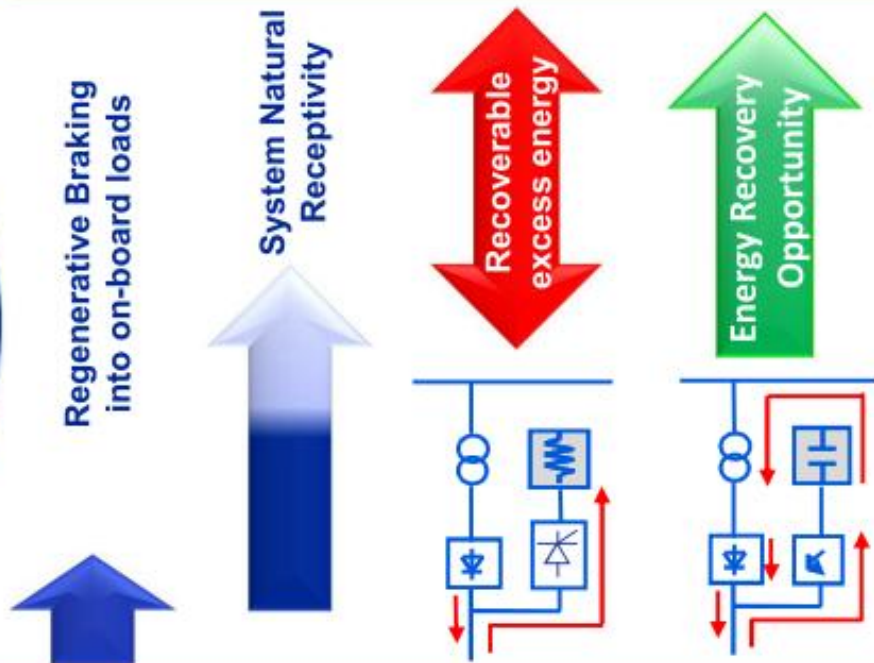 Regenerative Braking
into on-board loads
System Natural
Receptivity
Recoverable
excess energy
Energy Recovery
Opportunity